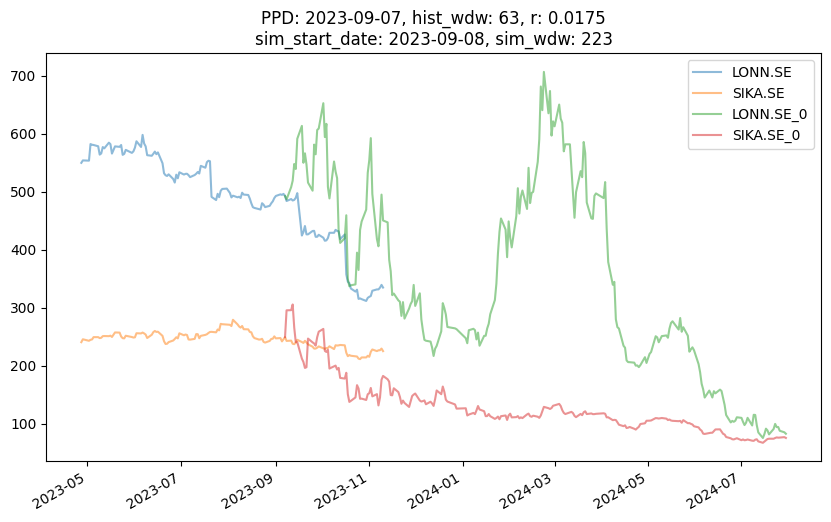 PPD: 2023-09-07, hist_wdw: 63, r: 0.0175
sim_start_date: 2023-09-08, sim_wdw: 223
LONN.SE
SIKA.SE
LONN.SE_0
SIKA.SE_0
700
600
500
400
300
200
100
2023-05
2023-07
2023-09
2023-11
2024-01
2024-03
2024-05
2024-07